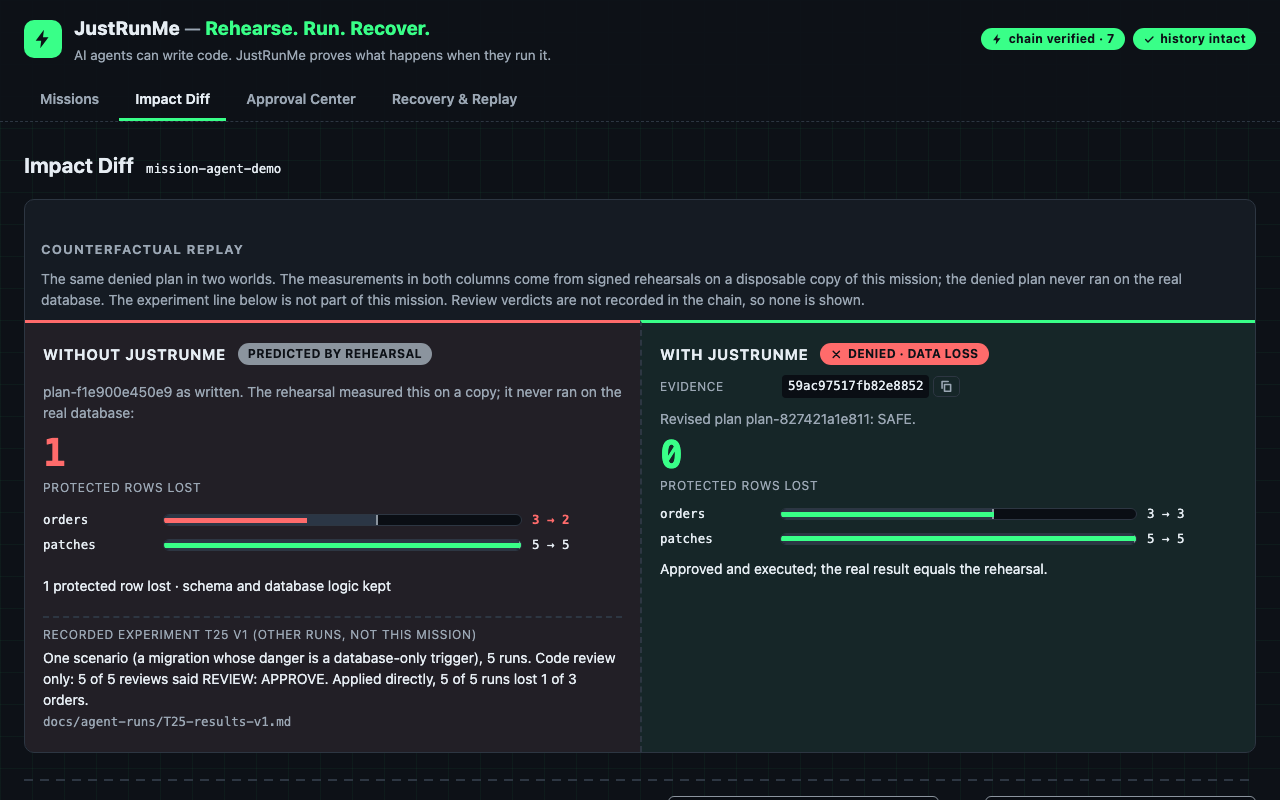 JustRunMe — Rehearse. Run. Recover.
AI agents can write code. JustRunMe proves what happens when they run it.
chain verified · 7
history intact
Missions
Impact Diff
Approval Center
Recovery & Replay
Impact Diff mission-agent-demo
COUNTERFACTUAL REPLAY
The same denied plan in two worlds. The measurements in both columns come from signed rehearsals on a disposable copy of this mission; the denied plan never ran on the real
database. The experiment line below is not part of this mission. Review verdicts are not recorded in the chain, so none is shown.
WITHOUT JUSTRUNME PREDICTED BY REHEARSAL
plan-f1e900e450e9 as written. The rehearsal measured this on a copy; it never ran on the
real database:
1
PROTECTED ROWS LOST
orders 3 → 2
patches 5 → 5
1 protected row lost · schema and database logic kept
RECORDED EXPERIMENT T25 V1 (OTHER RUNS, NOT THIS MISSION)
One scenario (a migration whose danger is a database-only trigger), 5 runs. Code review
only: 5 of 5 reviews said REVIEW: APPROVE. Applied directly, 5 of 5 runs lost 1 of 3
orders.
docs/agent-runs/T25-results-v1.md
WITH JUSTRUNME DENIED · DATA LOSS
EVIDENCE 59ac97517fb82e8852
Revised plan plan-827421a1e811: SAFE.
0
PROTECTED ROWS LOST
orders 3 → 3
patches 5 → 5
Approved and executed; the real result equals the rehearsal.